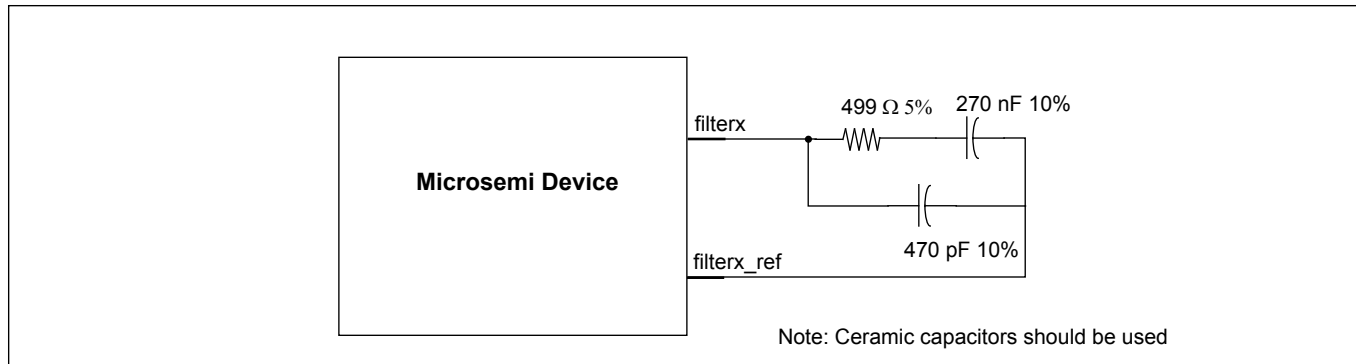 filterx
499 Ω 5%
270 nF 10%
Microsemi Device
470 pF 10%
filterx_ref
Note: Ceramic capacitors should be used